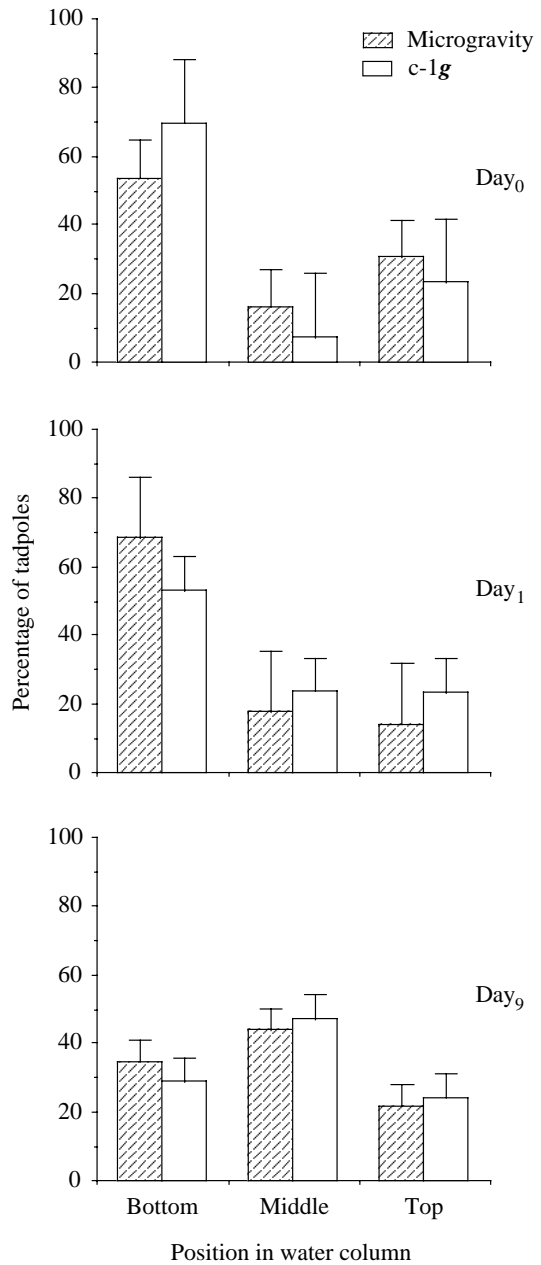 100
Microgravity
c-1g
80
60
Day0
40
20
0
100
80
60
Day1
40
20
0
Percentage of tadpoles
100
80
60
Day9
40
20
0
Bottom Middle Top
Position in water column